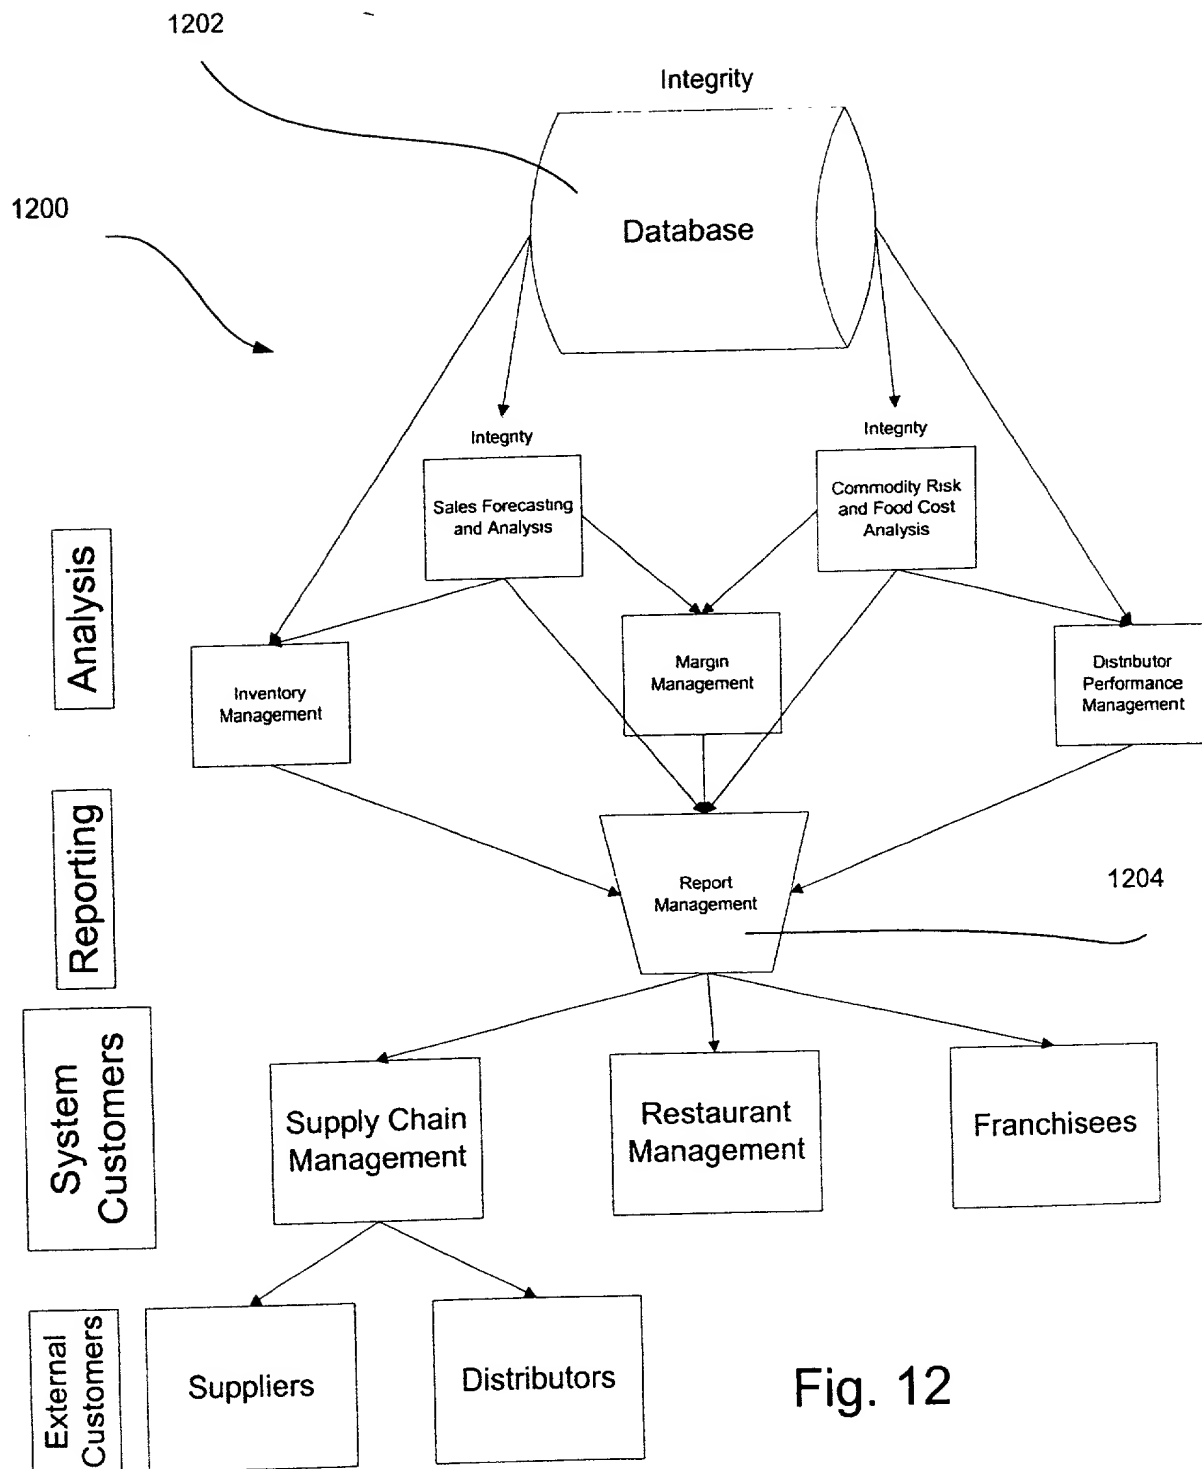 1202
Integrity
1200
Database
Integrity
Integrity
Sales Forecasting
and Analysis
Commodity Risk
and Food Cost
Analysis
Analysis
Inventory
Management
Margin
Management
Distributor
Performance
Management
Reporting
Report
Management
1204
System
Customers
Supply Chain
Management
Restaurant
Management
Franchisees
External
Customers
Suppliers
Distributors
Fig. 12